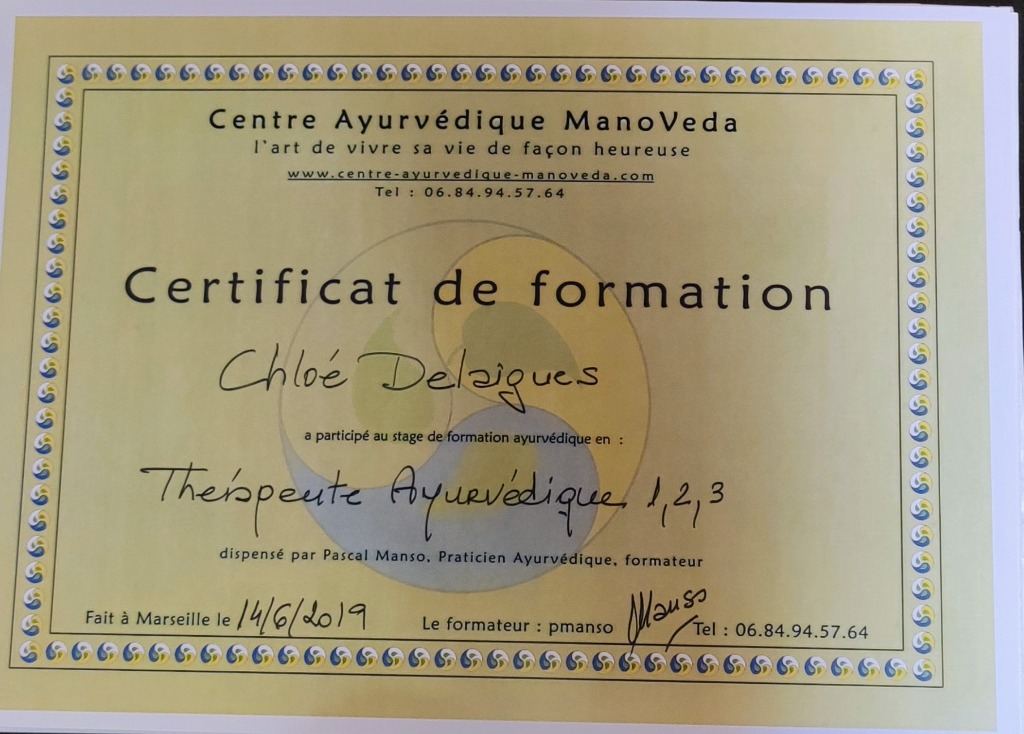 Centre Ayurvédique ManoVeda
l'art de vivre sa vie de façon heureuse
www.centre-ayurvedique-manoveda.com
Tel : 06.84.94.57.64
Certificat de formation
Chloé Delaigues
a participé au stage de formation ayurvédique en :
Thérapeute Ayurvédique 1, 2, 3
dispensé par Pascal Manso, Praticien Ayurvédique, formateur
Fait à Marseille le 14/6/2019 Le formateur : pmanso Manso Tel : 06.84.94.57.64